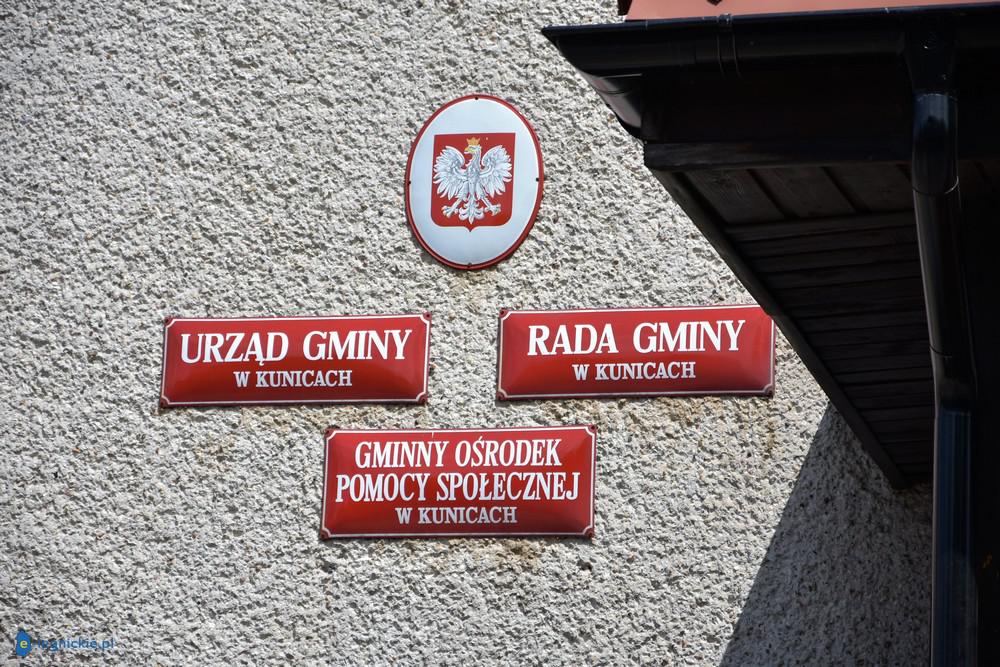 URZĄD GMINY
W KUNICACH
RADA GMINY
W KUNICACH
GMINNY OŚRODEK
POMOCY SPOŁECZNEJ
W KUNICACH
e-legnickie.pl